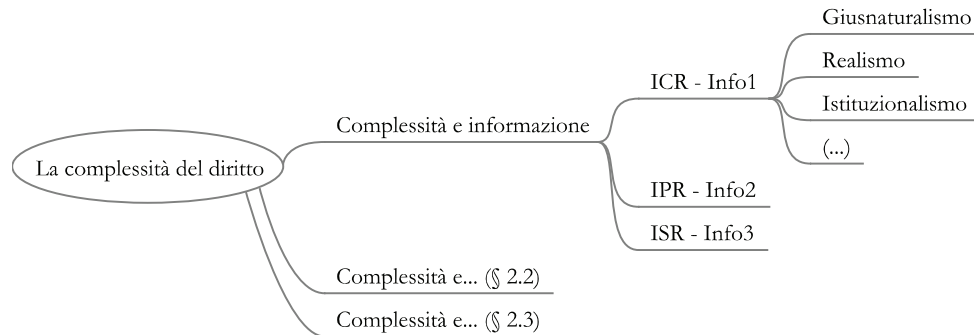 Giusnaturalismo
Realismo
ICR - Info1
Istituzionalismo
Complessità e informazione
(...)
La complessità del diritto
IPR - Info2
ISR - Info3
Complessità e... (§ 2.2)
Complessità e... (§ 2.3)